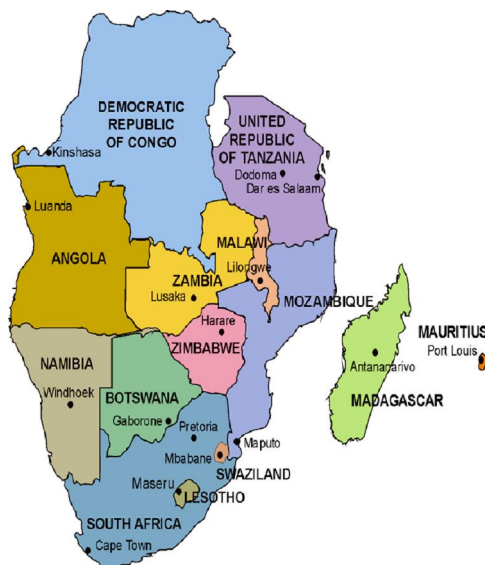 DEMOCRATIC
REPUBLIC
OF CONGO
Kinshasa
UNITED
REPUBLIC
OF TANZANIA
Dodoma
Dar es Salaam
Luanda
ANGOLA
MALAWI
Lilongwe
ZAMBIA
Lusaka
MOZAMBIQUE
Harare
ZIMBABWE
MAURITIUS
Port Louis
NAMIBIA
Windhoek
BOTSWANA
Gaborone
Antananarivo
MADAGASCAR
Pretoria
Maputo
Mbabane
SWAZILAND
Maseru
LESOTHO
SOUTH AFRICA
Cape Town